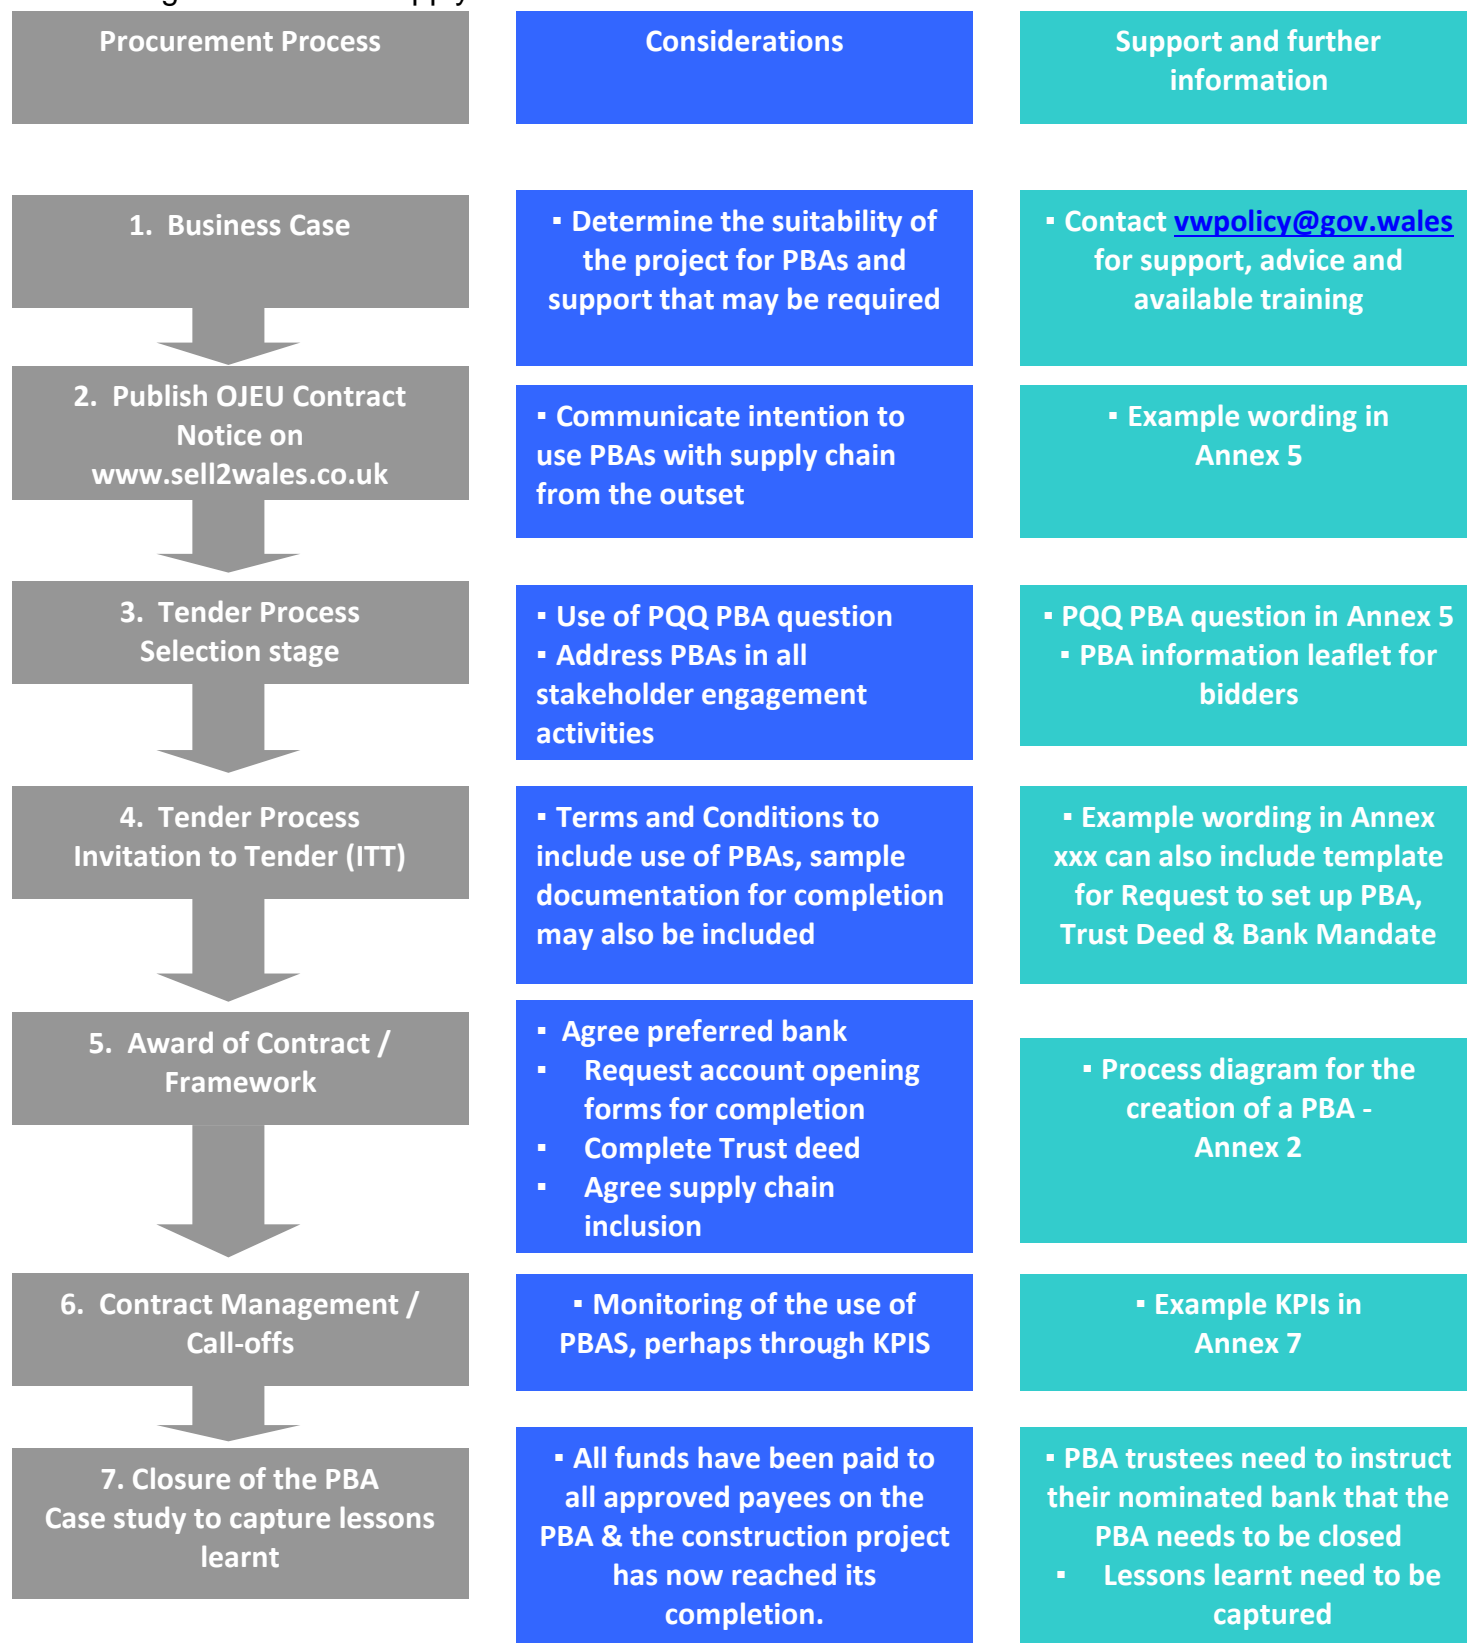 Procurement Process
Considerations
Support and further
information
1. Business Case
▪ Determine the suitability of
the project for PBAs and
support that may be required
▪ Contact vwpolicy@gov.wales
for support, advice and
available training
2. Publish OJEU Contract
Notice on
www.sell2wales.co.uk
▪ Communicate intention to
use PBAs with supply chain
from the outset
▪ Example wording in
Annex 5
3. Tender Process
Selection stage
▪ Use of PQQ PBA question
▪ Address PBAs in all
stakeholder engagement
activities
▪ PQQ PBA question in Annex 5
▪ PBA information leaflet for
bidders
4. Tender Process
Invitation to Tender (ITT)
▪ Terms and Conditions to
include use of PBAs, sample
documentation for completion
may also be included
▪ Example wording in Annex
xxx can also include template
for Request to set up PBA,
Trust Deed & Bank Mandate
5. Award of Contract /
Framework
▪ Agree preferred bank
▪ Request account opening
forms for completion
▪ Complete Trust deed
▪ Agree supply chain
inclusion
▪ Process diagram for the
creation of a PBA -
Annex 2
6. Contract Management /
Call-offs
▪ Monitoring of the use of
PBAS, perhaps through KPIS
▪ Example KPIs in
Annex 7
7. Closure of the PBA
Case study to capture lessons
learnt
▪ All funds have been paid to
all approved payees on the
PBA & the construction project
has now reached its
completion.
▪ PBA trustees need to instruct
their nominated bank that the
PBA needs to be closed
▪ Lessons learnt need to be
captured